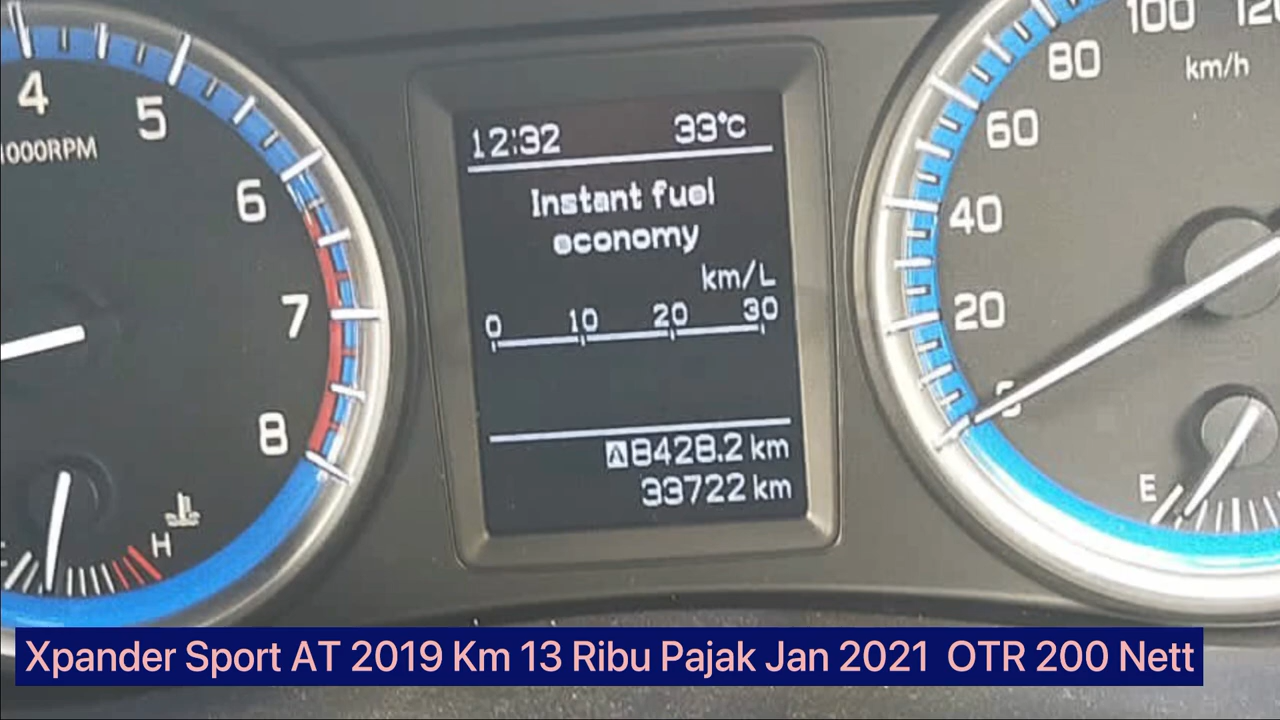 4
5
1000RPM
6
7
8
H
12:32 33°C
Instant fuel
economy
km/L
0 10 20 30
A 8428.2 km
33722 km
100 120
80 km/h
60
40
20
0
E
Xpander Sport AT 2019 Km 13 Ribu Pajak Jan 2021 OTR 200 Nett